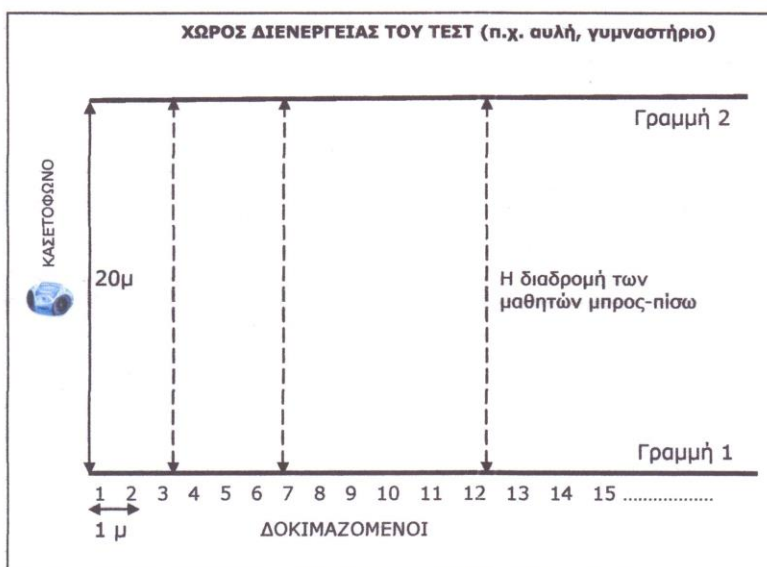 ΧΩΡΟΣ ΔΙΕΝΕΡΓΕΙΑΣ ΤΟΥ ΤΕΣΤ (π.χ. αυλή, γυμναστήριο)
Γραμμή 2
ΚΑΣΕΤΟΦΩΝΟ
20μ
Η διαδρομή των
μαθητών μπρος-πίσω
Γραμμή 1
1 2 3 4 5 6 7 8 9 10 11 12 13 14 15 ..................
1 μ
ΔΟΚΙΜΑΖΟΜΕΝΟΙ